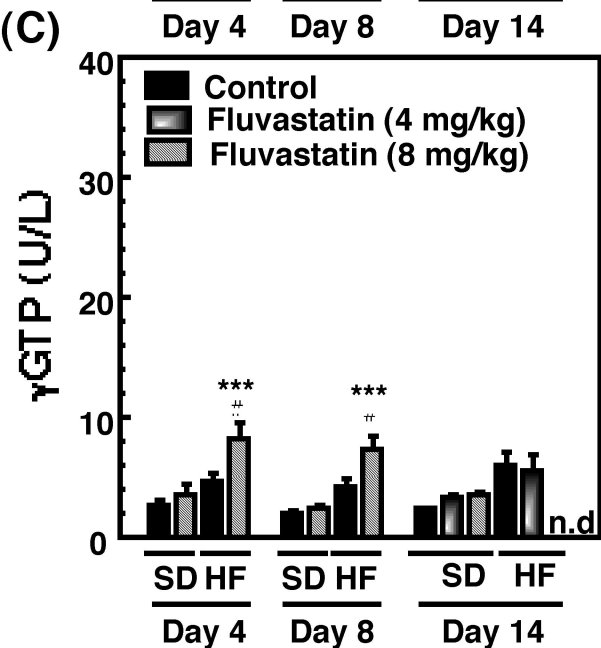 Day 4 Day 8 Day 14
(C)
40
Control
Fluvastatin (4 mg/kg)
Fluvastatin (8 mg/kg)
30
γGTP (U/L)
20
*** ***
# #
10
n.d
0
SD HF SD HF SD HF
Day 4 Day 8 Day 14